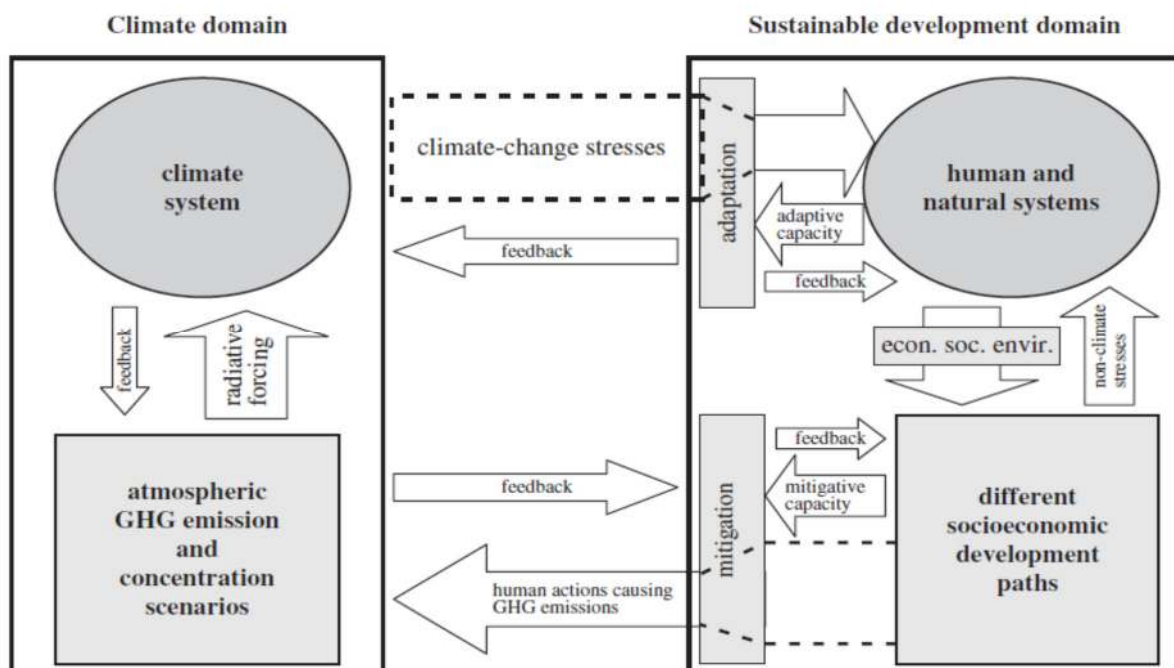 Climate domain
Sustainable development domain
climate
system
climate-change stresses
adaptation
human and
natural systems
adaptive
capacity
feedback
feedback
feedback
radiative
forcing
econ. soc. envir.
non-climate
stresses
atmospheric
GHG emission
and
concentration
scenarios
feedback
mitigation
feedback
mitigative
capacity
different
socioeconomic
development
paths
human actions causing
GHG emissions